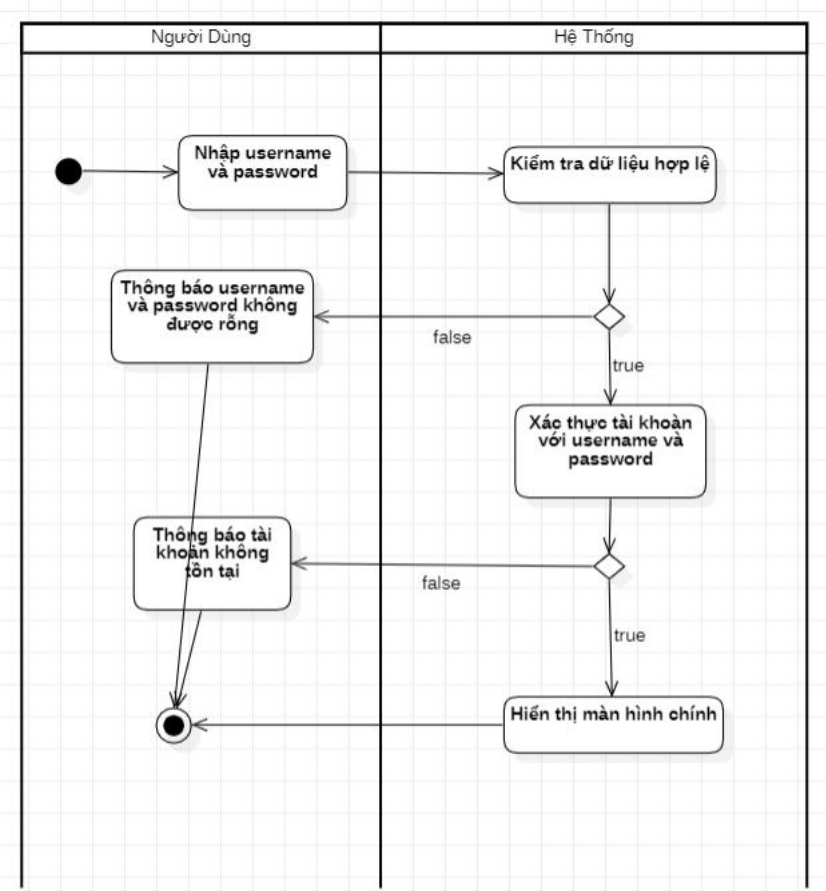 Người Dùng
Hệ Thống
Nhập username
và password
Kiểm tra dữ liệu hợp lệ
Thông báo username
và password không
được rỗng
false
true
Xác thực tài khoản
với username và
password
Thông báo tài
khoản không
tồn tại
false
true
Hiển thị màn hình chính